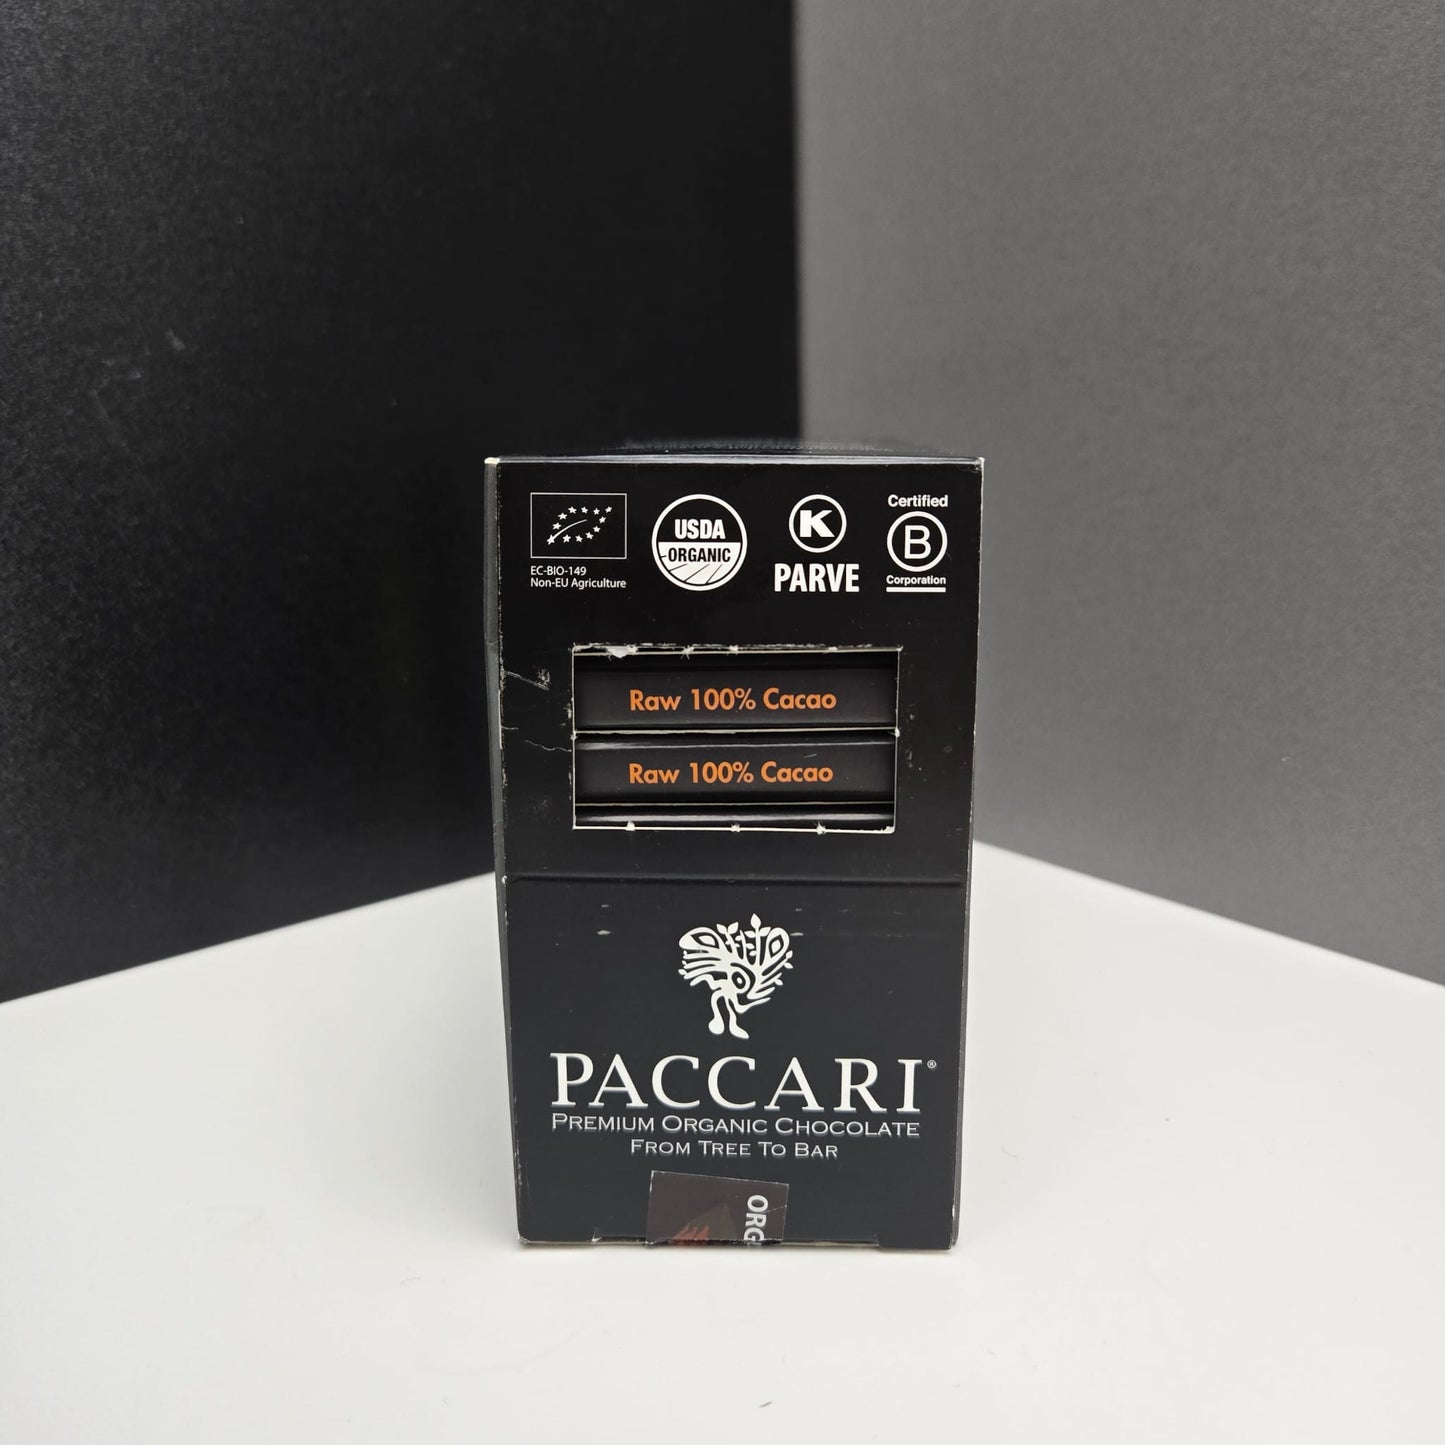 EC-BIO-149
Non-EU Agriculture
USDA
ORGANIC
K
PARVE
Certified
B
Corporation
Raw 100% Cacao
Raw 100% Cacao
PACCARI®
PREMIUM ORGANIC CHOCOLATE
FROM TREE TO BAR
ORG